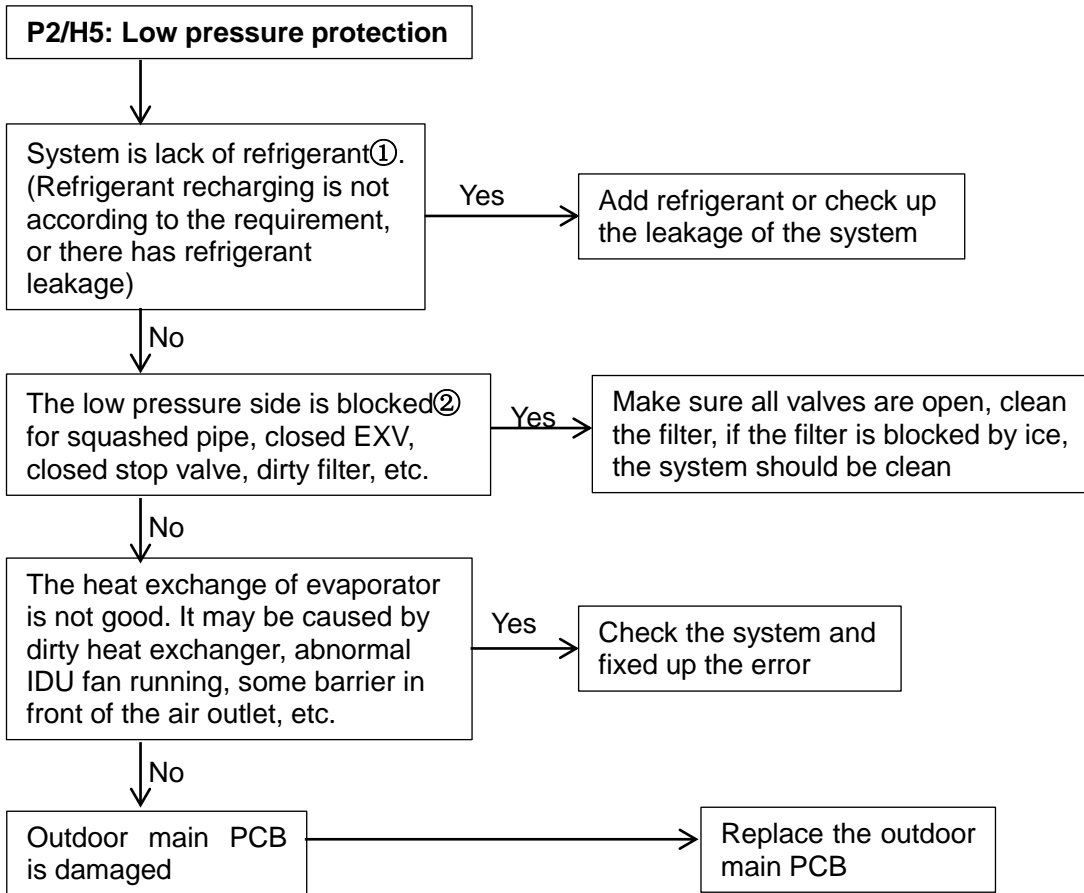 P2/H5: Low pressure protection
System is lack of refrigerant①.
(Refrigerant recharging is not
according to the requirement,
or there has refrigerant
leakage)
Yes
Add refrigerant or check up
the leakage of the system
No
The low pressure side is blocked②
for squashed pipe, closed EXV,
closed stop valve, dirty filter, etc.
Yes
Make sure all valves are open, clean
the filter, if the filter is blocked by ice,
the system should be clean
No
The heat exchange of evaporator
is not good. It may be caused by
dirty heat exchanger, abnormal
IDU fan running, some barrier in
front of the air outlet, etc.
Yes
Check the system and
fixed up the error
No
Outdoor main PCB
is damaged
Replace the outdoor
main PCB